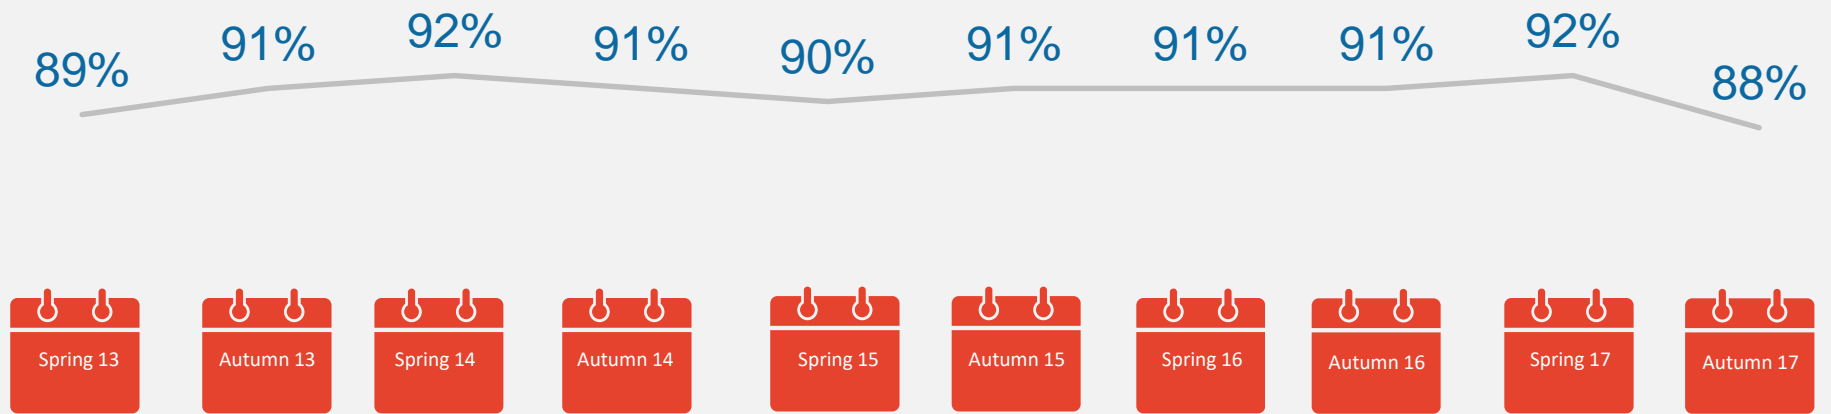 89%
91%
92%
91%
90%
91%
91%
91%
92%
88%
Spring 13
Autumn 13
Spring 14
Autumn 14
Spring 15
Autumn 15
Spring 16
Autumn 16
Spring 17
Autumn 17